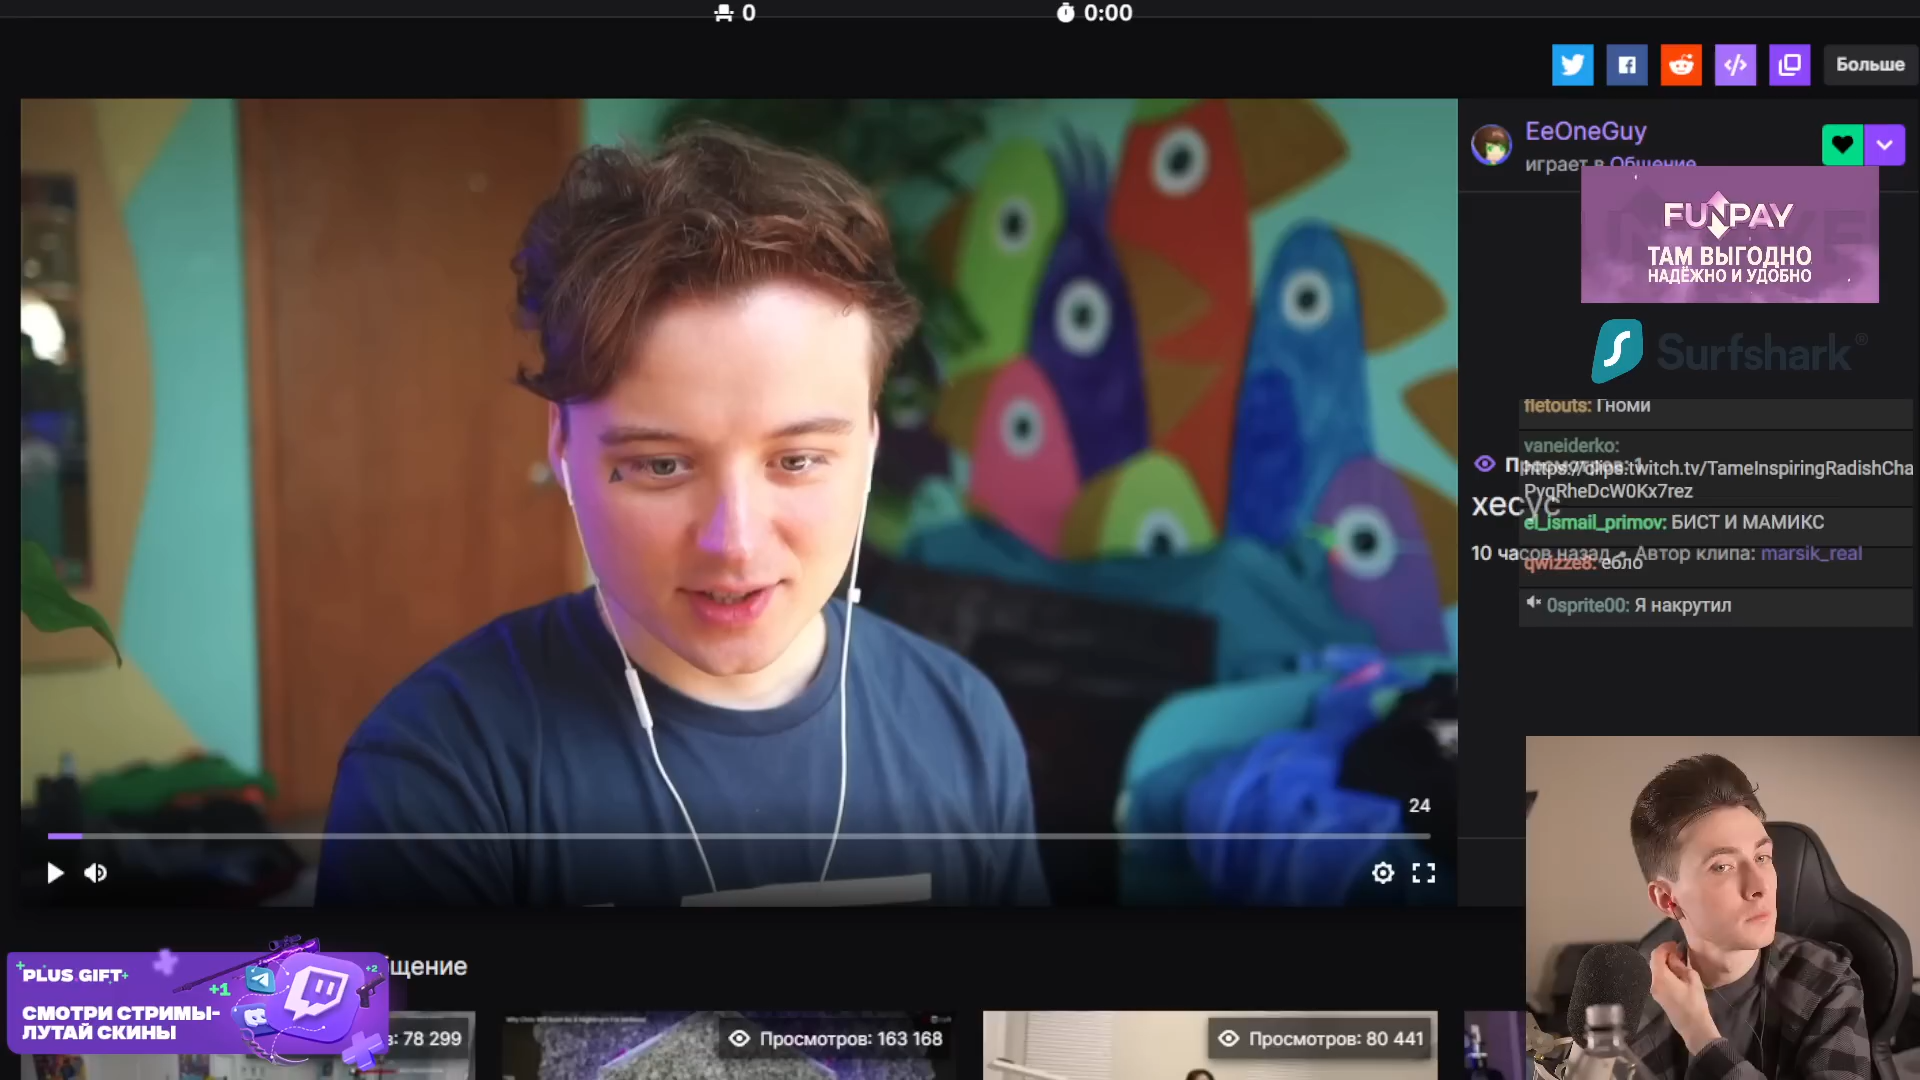 0
0:00
Больше
EeOneGuy
играет в Общение
FUNPAY
ТАМ ВЫГОДНО
НАДЁЖНО И УДОБНО
Surfshark®
fletouts: Гноми
vaneiderko:
https://clips.twitch.tv/TameInspiringRadishCha
PyqRheDcW0Kx7rez
хесус
el_ismail_primov: БИСТ И МАМИКС
10 часов назад • Автор клипа: marsik_real
qwizze8: ебло
0sprite00: Я накрутил
24
PLUS GIFT
+1
+2
СМОТРИ СТРИМЫ-
ЛУТАЙ СКИНЫ
щение
: 78 299
Просмотров: 163 168
Просмотров: 80 441